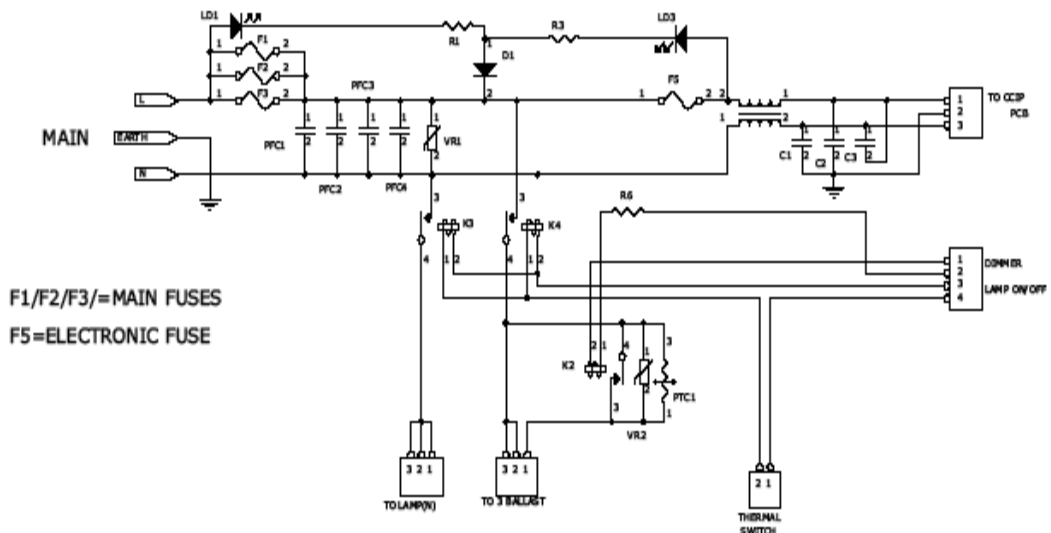 LD1
F1
1 2
F2
1 2
F3
1 2
R1
R3
LD3
1
D1
2
PFC3
F5
1 2 2 1
2
L
MAIN
EARTH
N
1 1 1 1
2 2 2 2
PFC1
PFC2
PFC4
1
VR1
2
1 1 1
2 2 2
C1
C2
C3
1
2
3
TO CCIP
PCB
3
K3
4 1 2
3
K4
4 1 2
R6
1
2
3
4
DIMMER
LAMP ON/OFF
F1/F2/F3/=MAIN FUSES
F5=ELECTRONIC FUSE
K2
2 1
4
3
1
2
VR2
3
PTC1
1
3 2 1
TO LAMP(N)
3 2 1
TO 3 BALLAST
2 1
THERMAL
SWITCH